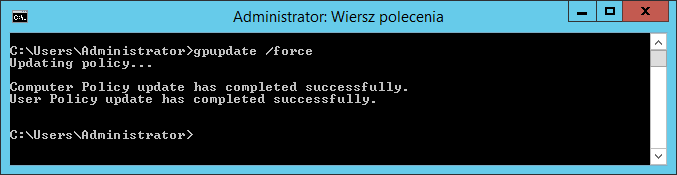 Administrator: Wiersz polecenia
C:\Users\Administrator>gpupdate /force
Updating policy...
Computer Policy update has completed successfully.
User Policy update has completed successfully.
C:\Users\Administrator>